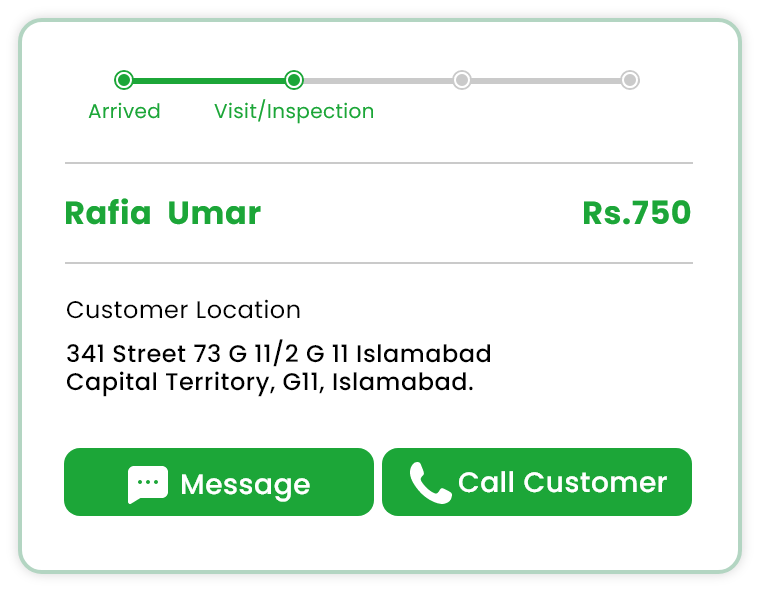 Arrived Visit/Inspection
Rafia Umar Rs.750
Customer Location
341 Street 73 G 11/2 G 11 Islamabad
Capital Territory, G11, Islamabad.
Message Call Customer